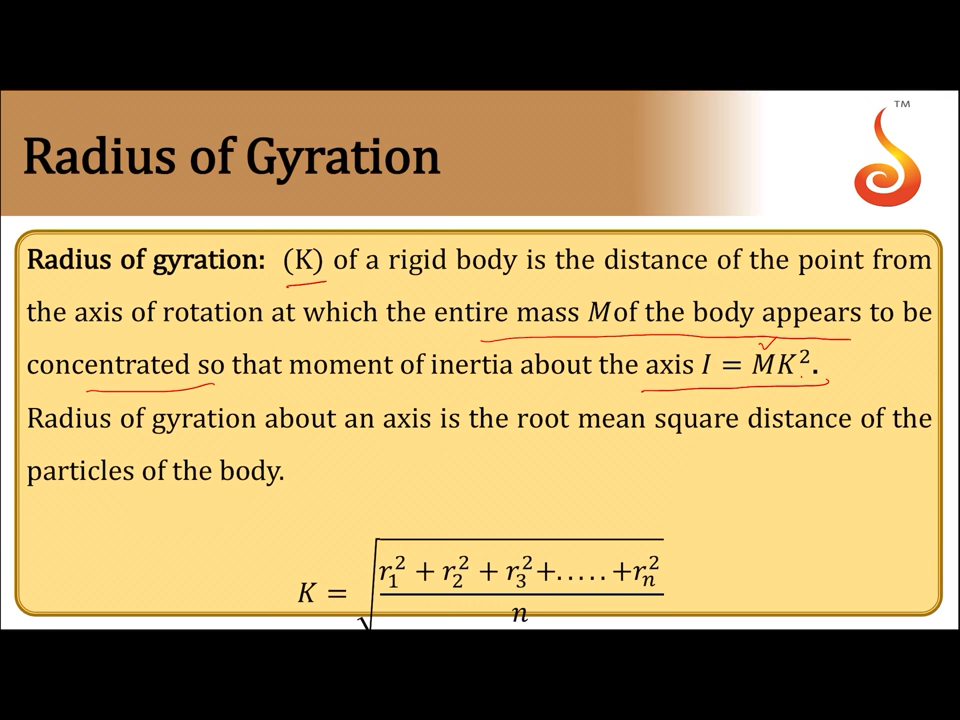 TM
Radius of Gyration
Radius of gyration: (K) of a rigid body is the distance of the point from
the axis of rotation at which the entire mass M of the body appears to be
concentrated so that moment of inertia about the axis I = MK².
Radius of gyration about an axis is the root mean square distance of the
particles of the body.
K = √((r₁² + r₂² + r₃² +.....+ rₙ²)/n)